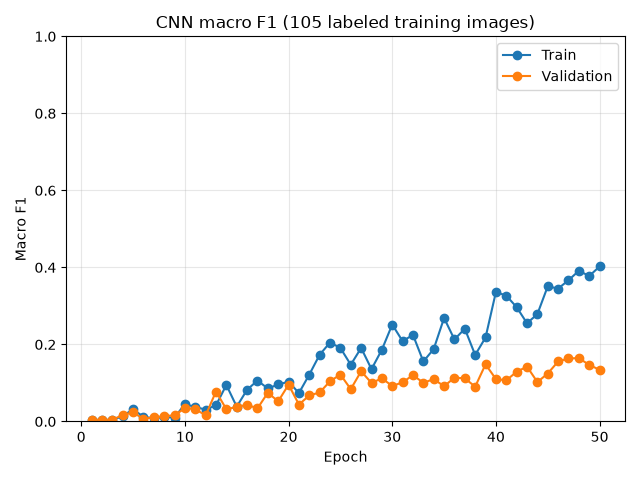 CNN macro F1 (105 labeled training images)
Train
Validation
1.0
0.8
0.6
0.4
0.2
0.0
Macro F1
0 10 20 30 40 50
Epoch